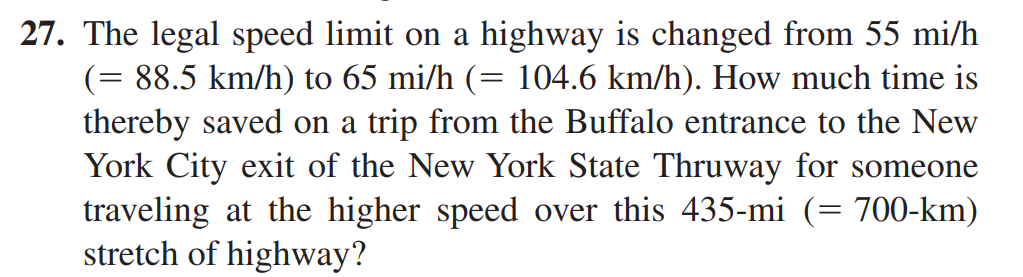 27. The legal speed limit on a highway is changed from 55 mi/h
(= 88.5 km/h) to 65 mi/h (= 104.6 km/h). How much time is
thereby saved on a trip from the Buffalo entrance to the New
York City exit of the New York State Thruway for someone
traveling at the higher speed over this 435-mi (= 700-km)
stretch of highway?